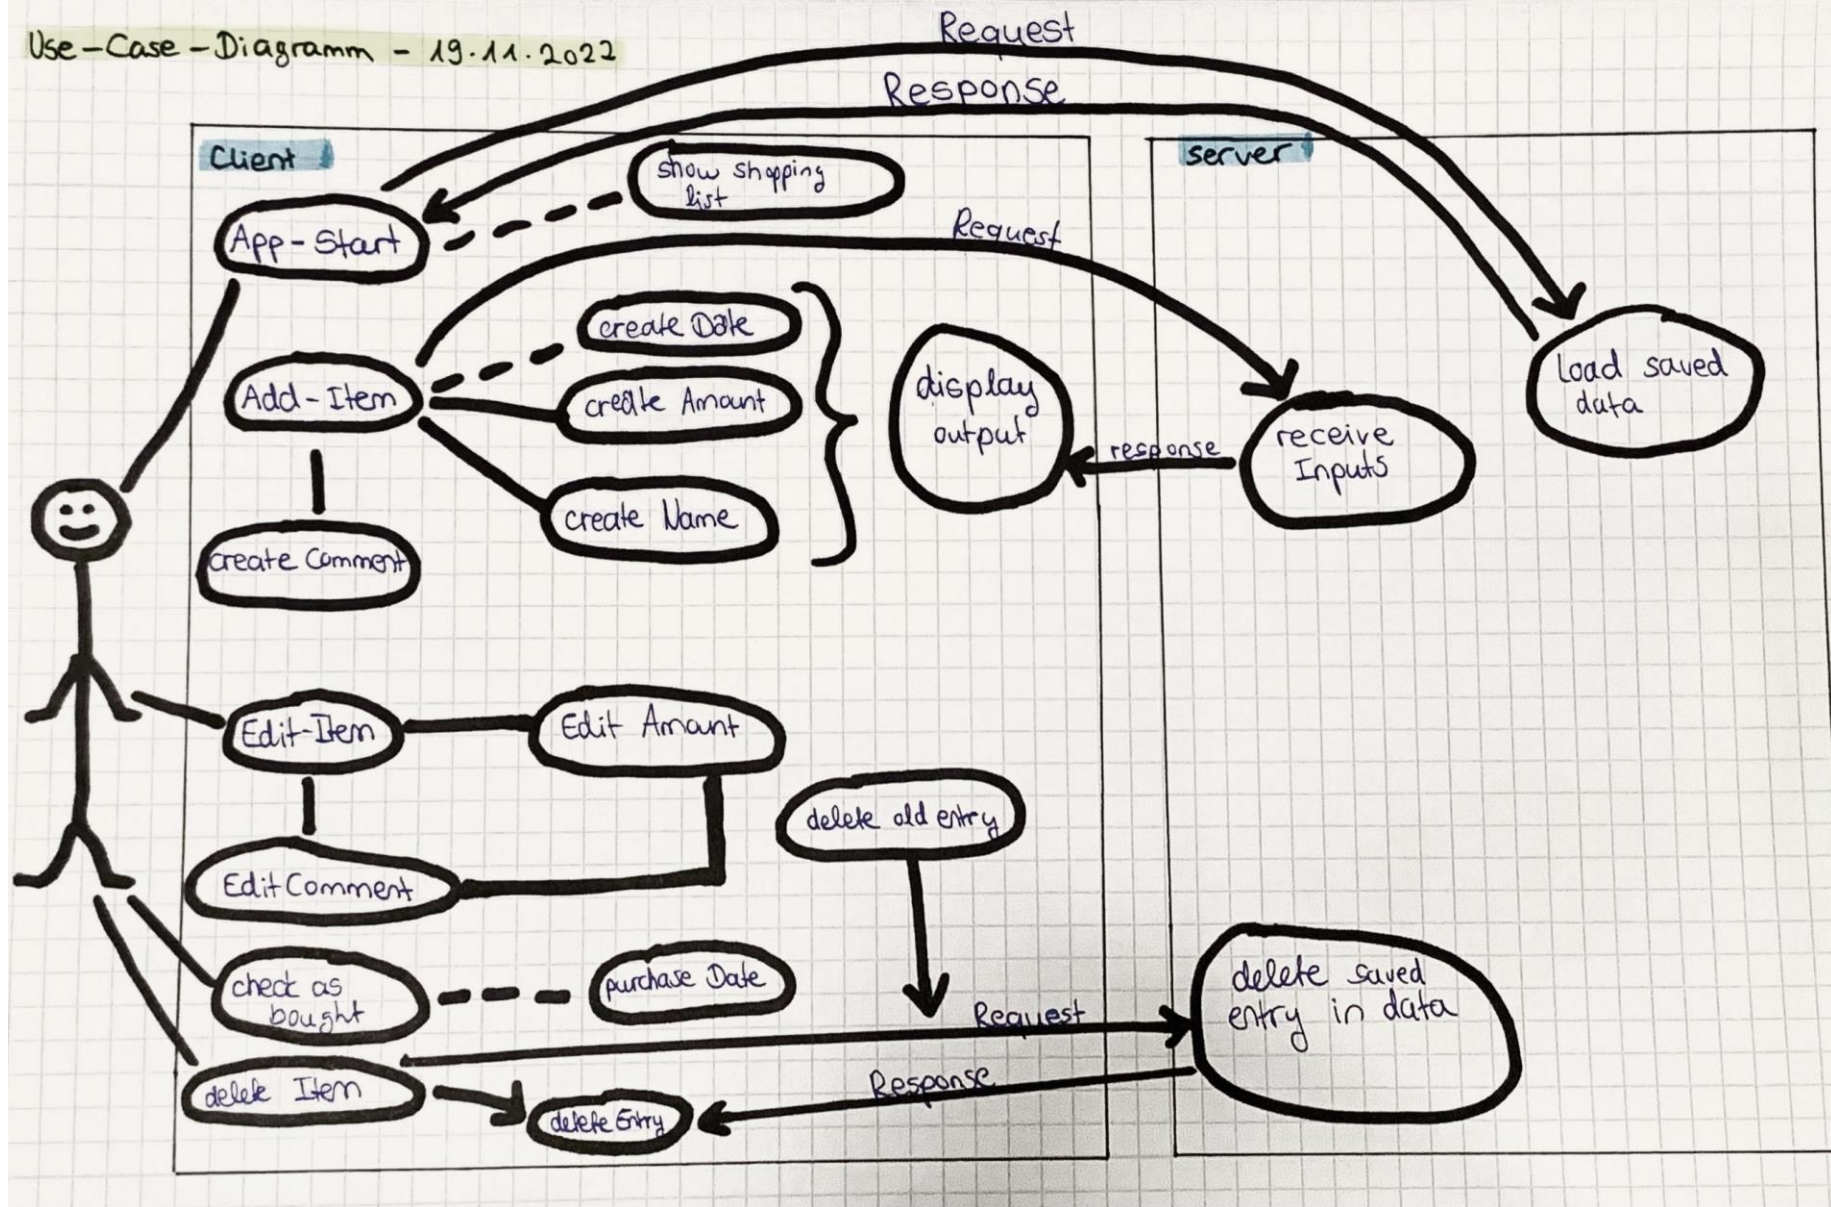 Use-Case-Diagramm - 19.11.2022
Request
Response
Client
server
show shopping
list
App-Start
Request
create Date
Add-Item
create Amount
display
output
load saved
data
receive
Inputs
response
create Name
create Comment
Edit-Item
Edit Amount
delete old entry
Edit Comment
check as
bought
purchase Date
delete saved
entry in data
Request
delete Item
Response
delete Entry